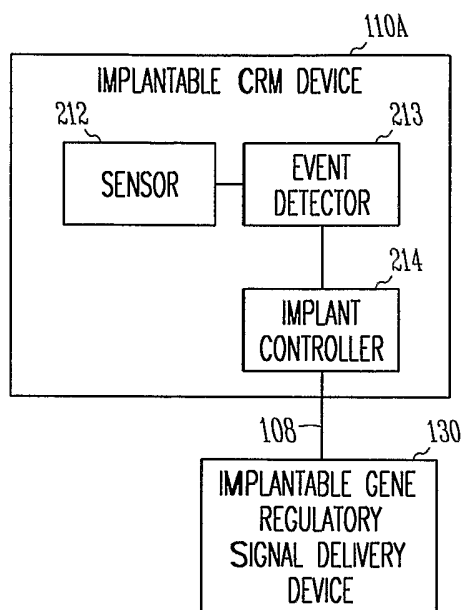 110A
IMPLANTABLE CRM DEVICE
212
213
SENSOR
EVENT
DETECTOR
214
IMPLANT
CONTROLLER
108
130
IMPLANTABLE GENE
REGULATORY
SIGNAL DELIVERY
DEVICE